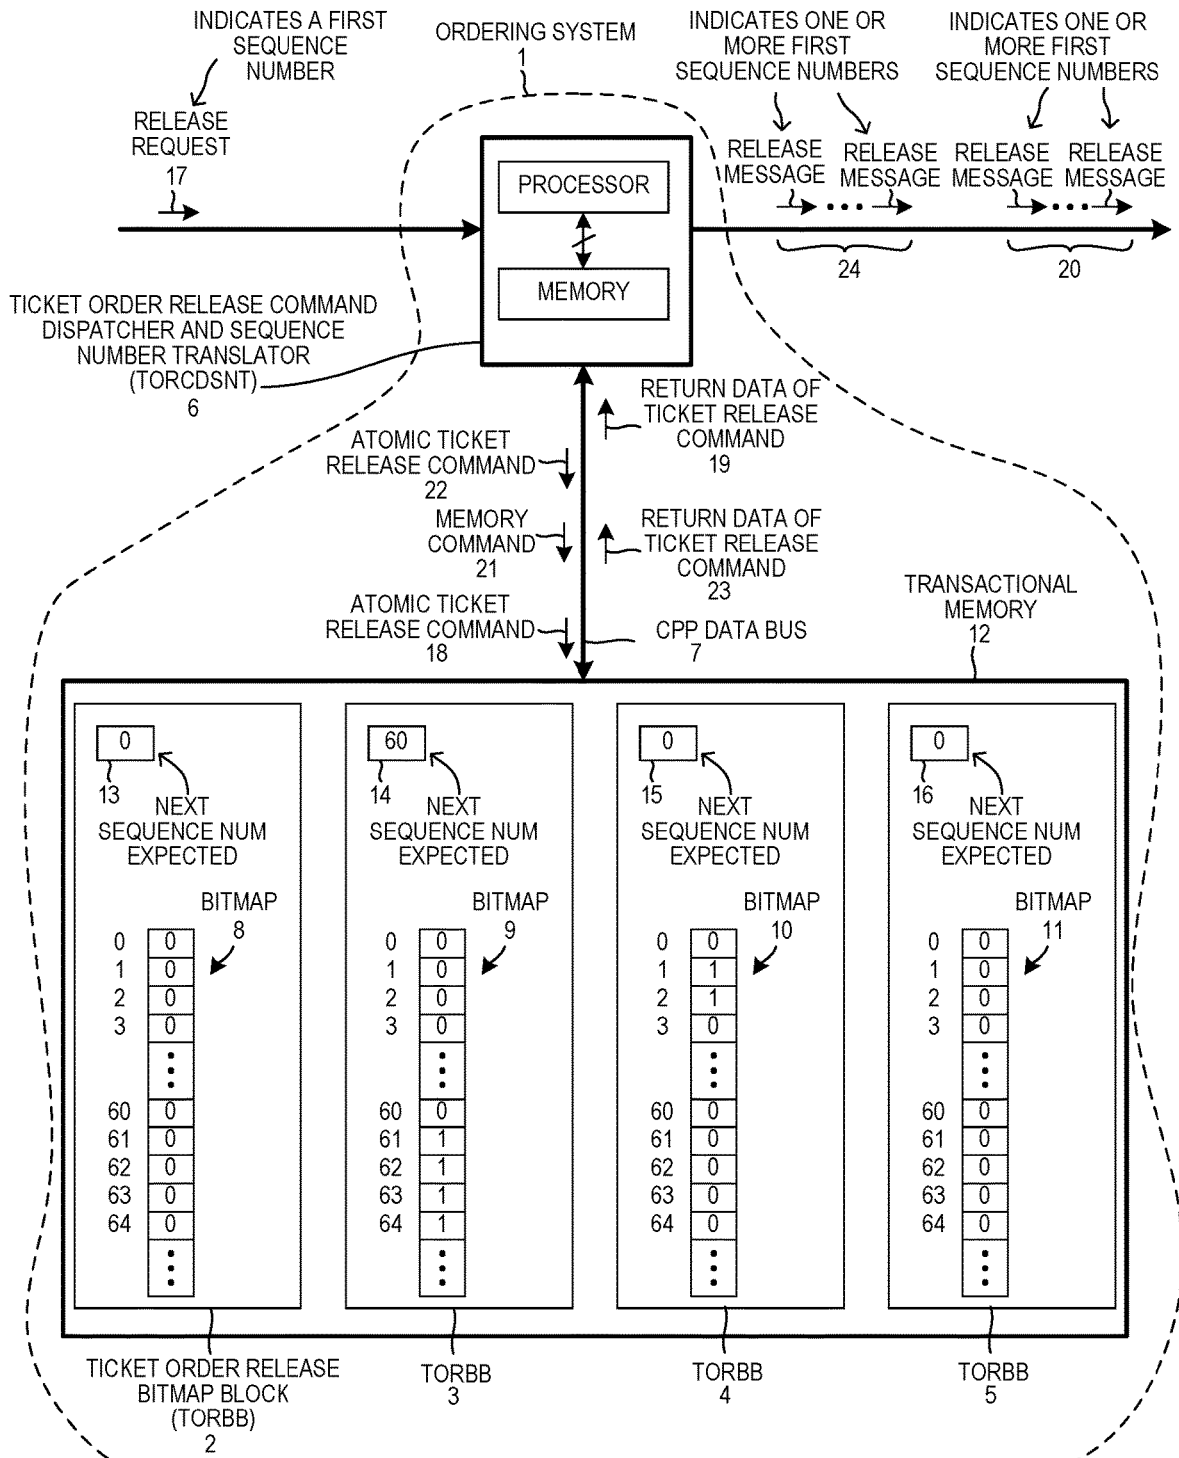 INDICATES A FIRST
SEQUENCE
NUMBER
RELEASE
REQUEST
17
ORDERING SYSTEM
1
INDICATES ONE OR
MORE FIRST
SEQUENCE NUMBERS
INDICATES ONE OR
MORE FIRST
SEQUENCE NUMBERS
RELEASE
MESSAGE
RELEASE
MESSAGE
RELEASE
MESSAGE
RELEASE
MESSAGE
24
20
PROCESSOR
MEMORY
TICKET ORDER RELEASE COMMAND
DISPATCHER AND SEQUENCE
NUMBER TRANSLATOR
(TORCDSNT)
6
RETURN DATA OF
TICKET RELEASE
COMMAND
19
ATOMIC TICKET
RELEASE COMMAND
22
MEMORY
COMMAND
21
RETURN DATA OF
TICKET RELEASE
COMMAND
23
ATOMIC TICKET
RELEASE COMMAND
18
CPP DATA BUS
7
TRANSACTIONAL
MEMORY
12
0
13
NEXT
SEQUENCE NUM
EXPECTED
BITMAP
8
0 0
1 0
2 0
3 0
60 0
61 0
62 0
63 0
64 0
60
14
NEXT
SEQUENCE NUM
EXPECTED
BITMAP
9
0 0
1 0
2 0
3 0
60 0
61 1
62 1
63 1
64 1
0
15
NEXT
SEQUENCE NUM
EXPECTED
BITMAP
10
0 0
1 1
2 1
3 0
60 0
61 0
62 0
63 0
64 0
0
16
NEXT
SEQUENCE NUM
EXPECTED
BITMAP
11
0 0
1 0
2 0
3 0
60 0
61 0
62 0
63 0
64 0
TICKET ORDER RELEASE
BITMAP BLOCK
(TORBB)
2
TORBB
3
TORBB
4
TORBB
5